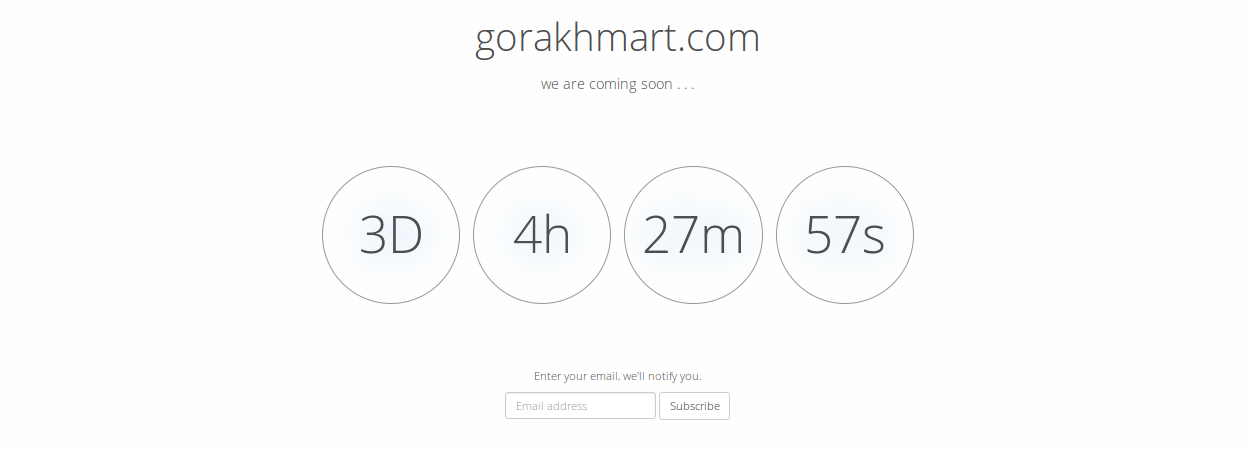 gorakhmart.com
we are coming soon . . .
3D 4h 27m 57s
Enter your email, we'll notify you.
Email address Subscribe